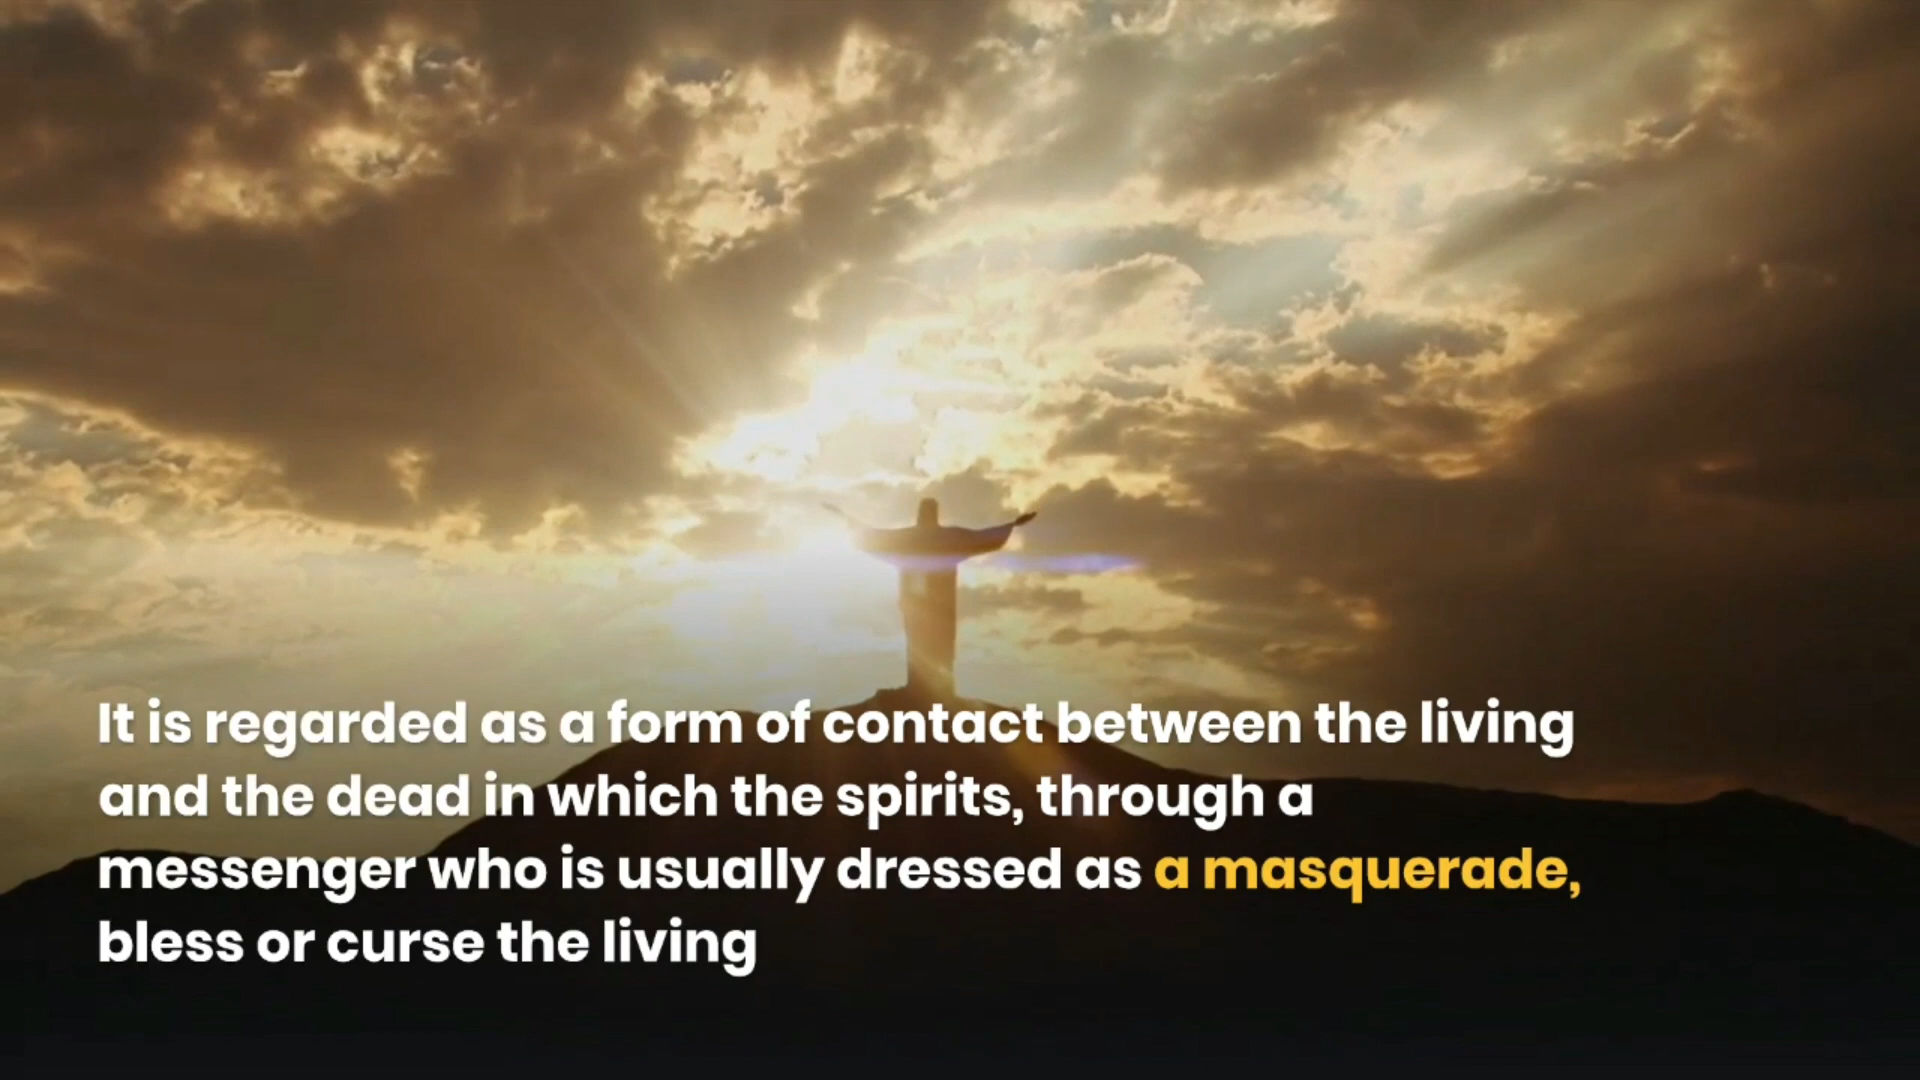 It is regarded as a form of contact between the living
and the dead in which the spirits, through a
messenger who is usually dressed as a masquerade,
bless or curse the living